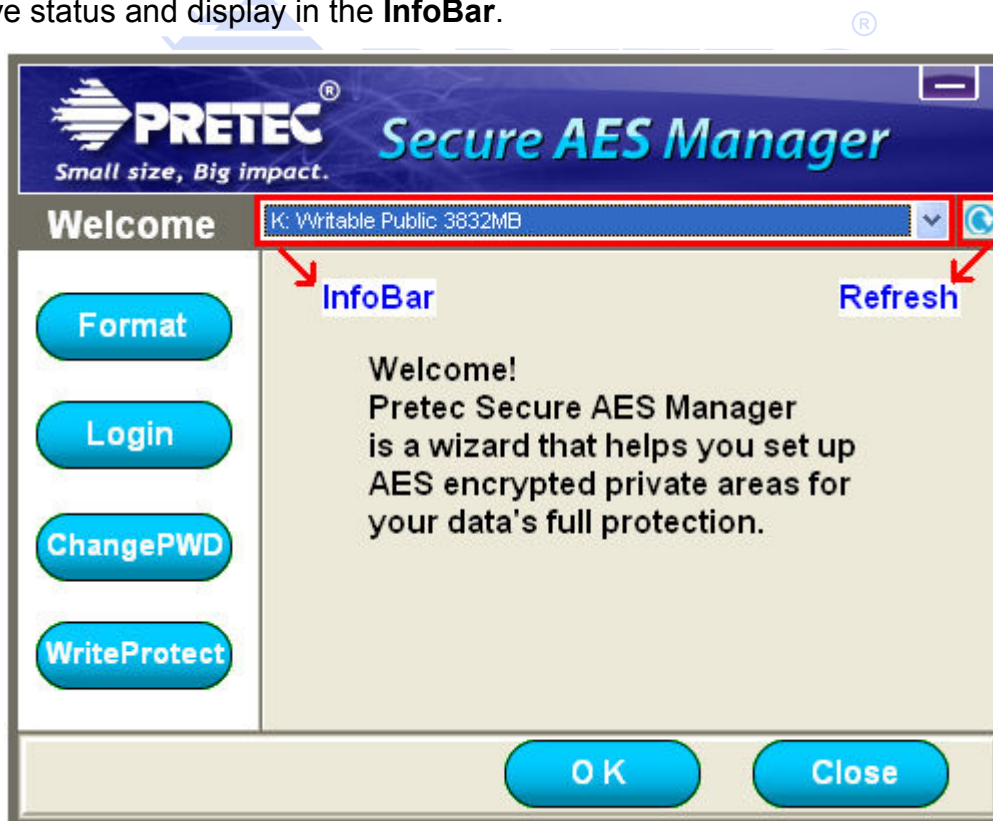 ve status and display in the InfoBar.
®
PRETEC®
Small size, Big impact.
Secure AES Manager
Welcome
K: Writable Public 3832MB
InfoBar
Refresh
Format
Login
ChangePWD
WriteProtect
Welcome!
Pretec Secure AES Manager
is a wizard that helps you set up
AES encrypted private areas for
your data's full protection.
O K
Close